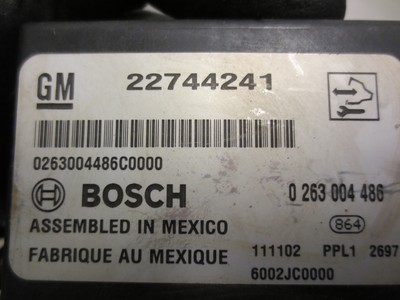 GM 22744241
0263004486C0000
BOSCH 0 263 004 486
ASSEMBLED IN MEXICO 864
FABRIQUE AU MEXIQUE 111102 PPL1 2697
6002JC0000